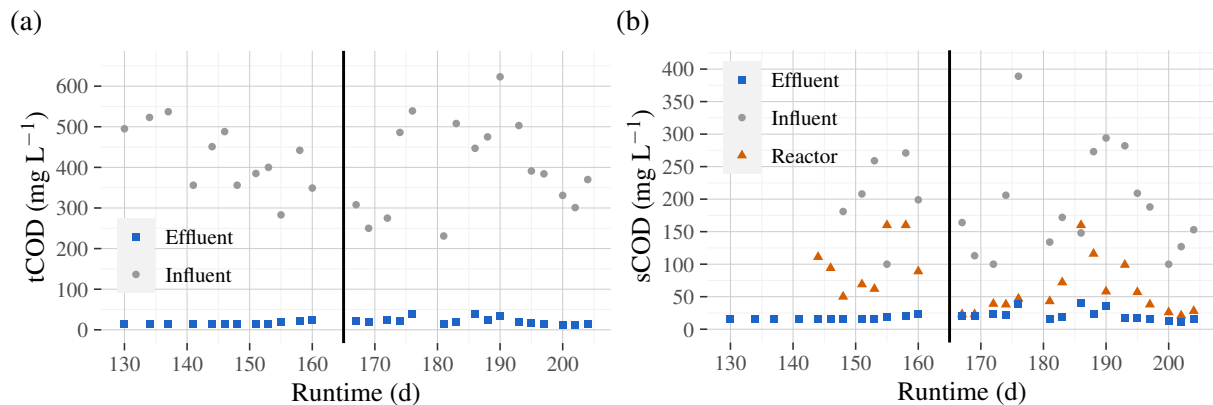 (a)
tCOD (mg L⁻¹)
600
500
400
300
200
100
0
Effluent
Influent
130 140 150 160 170 180 190 200
Runtime (d)
(b)
sCOD (mg L⁻¹)
400
350
300
250
200
150
100
50
0
Effluent
Influent
Reactor
130 140 150 160 170 180 190 200
Runtime (d)